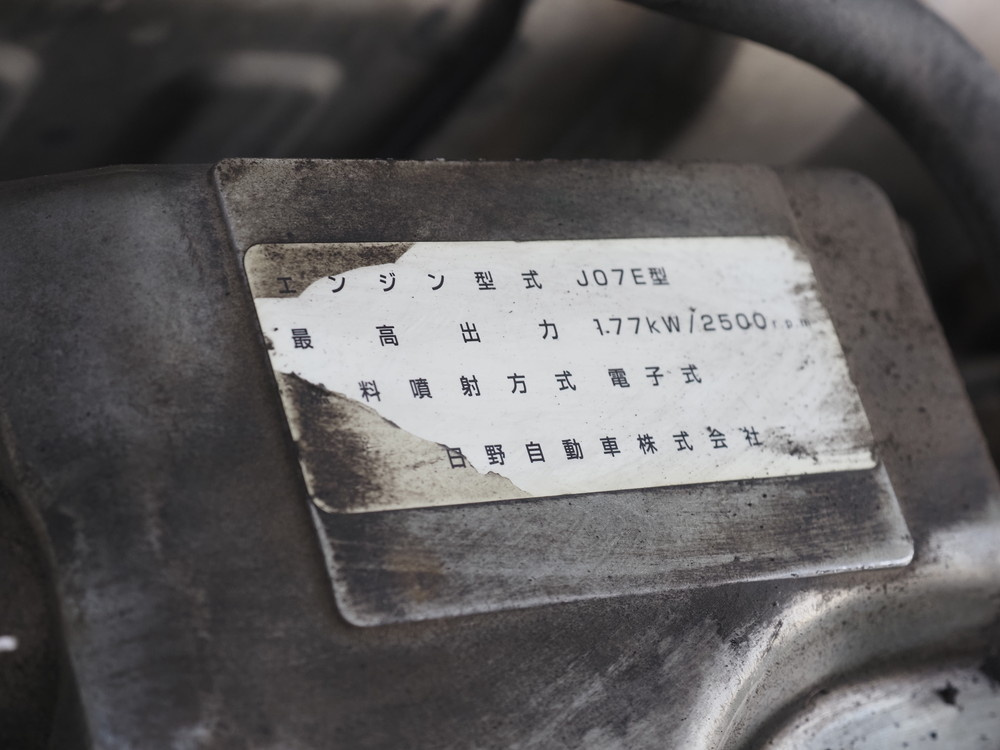 エンジン型式 J07E型
最高出力 177kW/2500rpm
料噴射方式 電子式
日野自動車株式会社